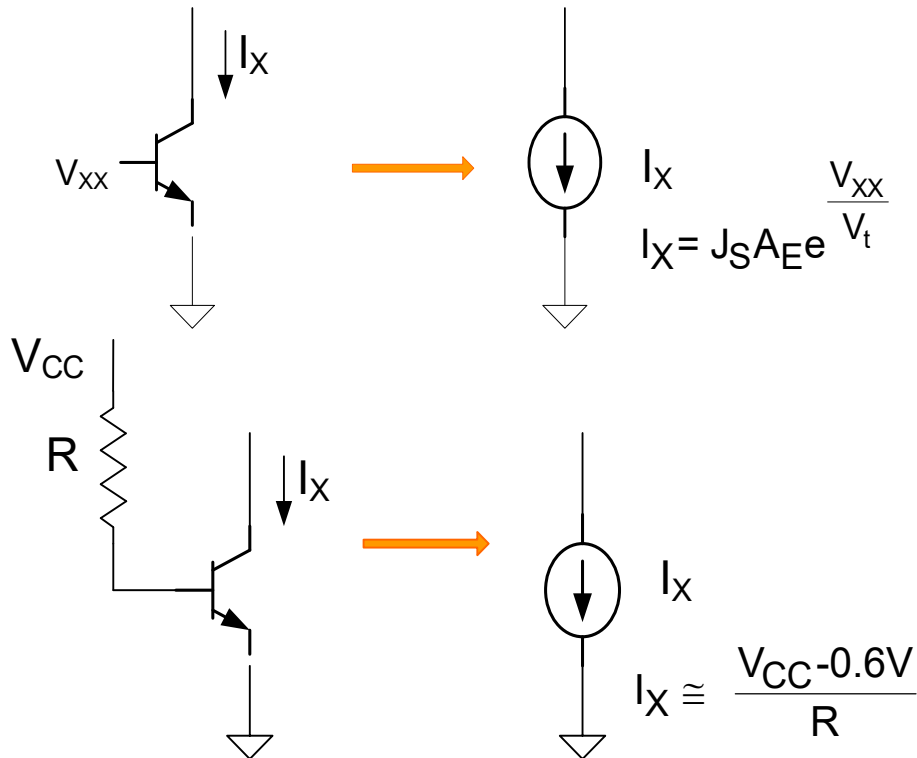 I_X
V_XX
I_X
I_X = J_S A_E e^(V_XX / V_t)
V_CC
R
I_X
I_X
I_X ≅ (V_CC - 0.6V) / R